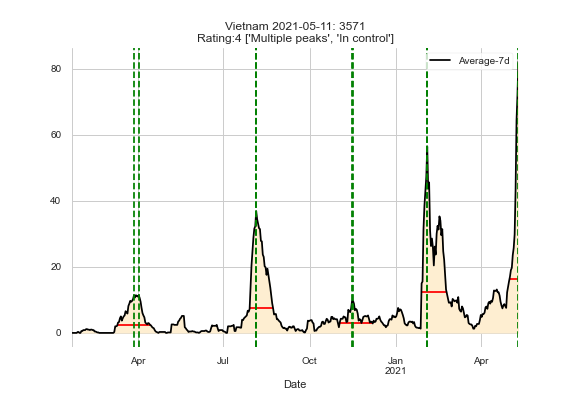 Vietnam 2021-05-11: 3571
Rating:4 ['Multiple peaks', 'In control']
Average-7d
80
60
40
20
0
Apr Jul Oct Jan Apr
2021
Date